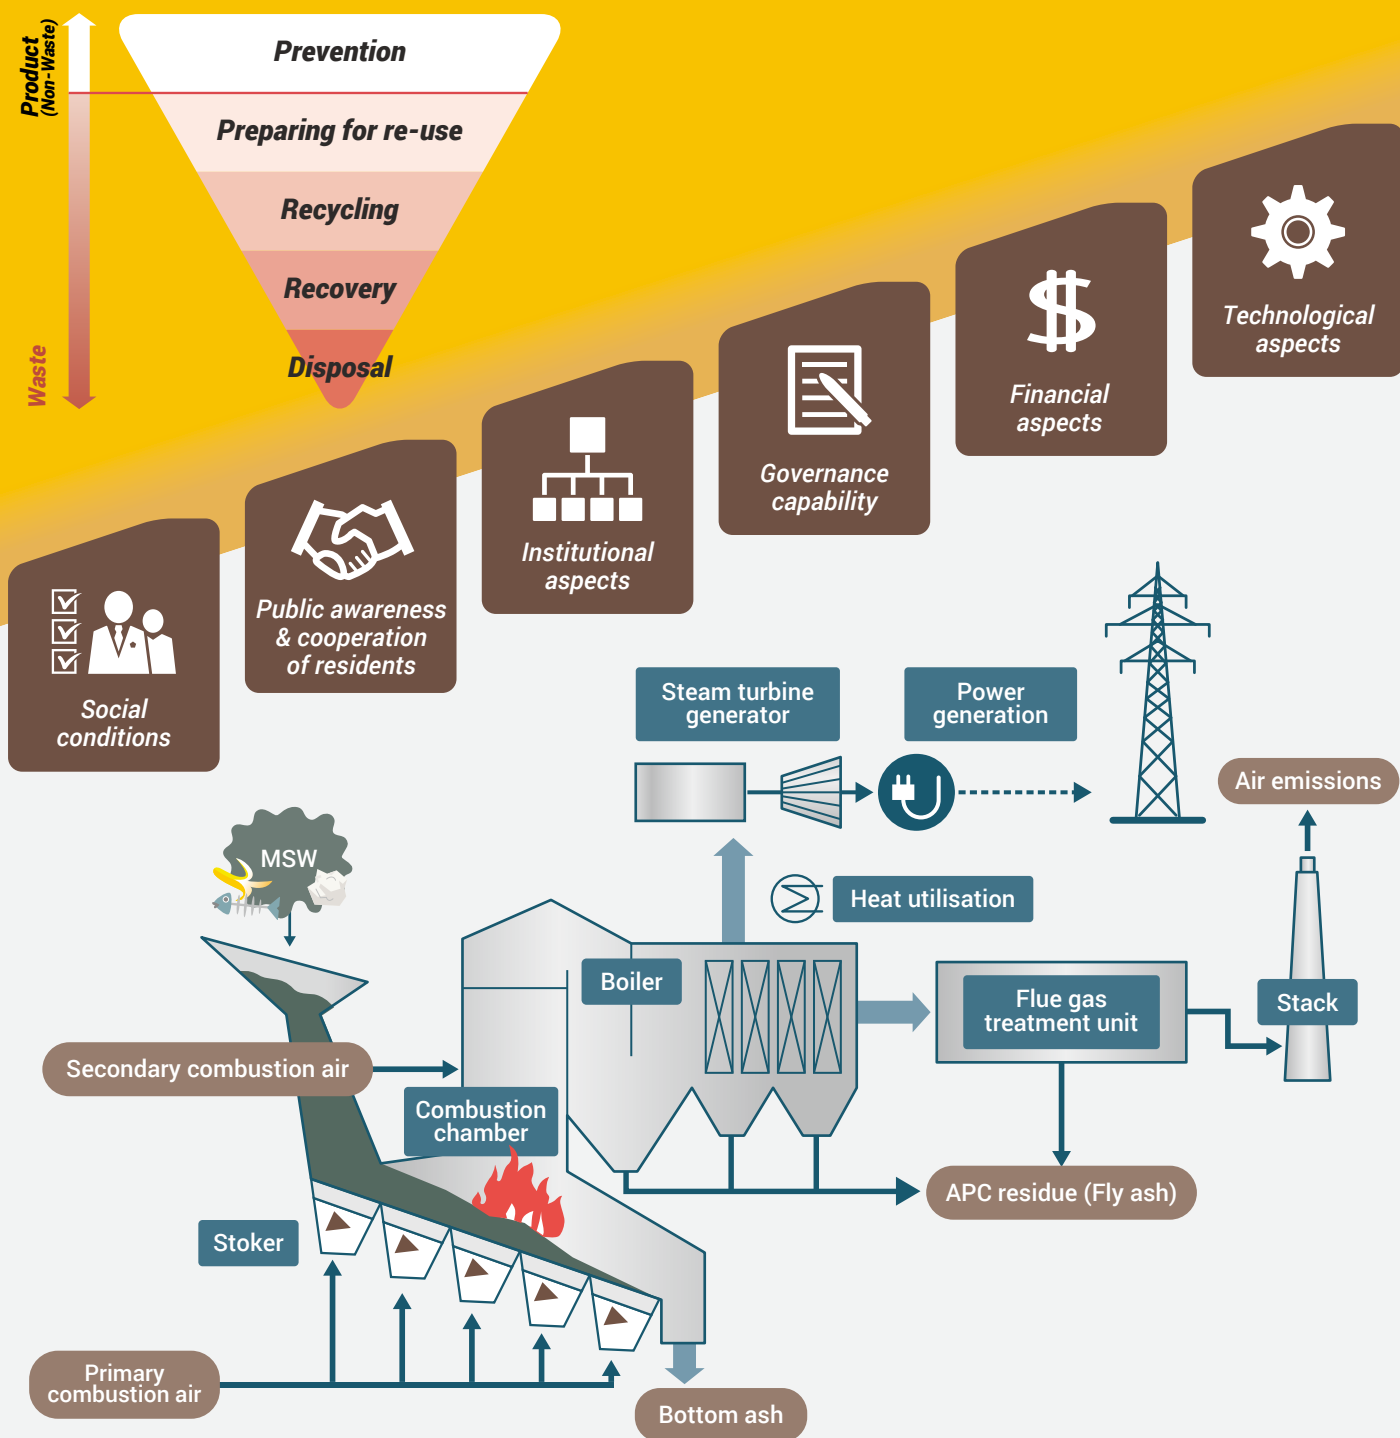 Product
(Non-Waste)
Waste
Prevention
Preparing for re-use
Recycling
Recovery
Disposal
Social
conditions
Public awareness
& cooperation
of residents
Institutional
aspects
Governance
capability
Financial
aspects
Technological
aspects
Steam turbine
generator
Power
generation
Air emissions
MSW
Heat utilisation
Boiler
Flue gas
treatment unit
Stack
Secondary combustion air
Combustion
chamber
APC residue (Fly ash)
Stoker
Primary
combustion air
Bottom ash